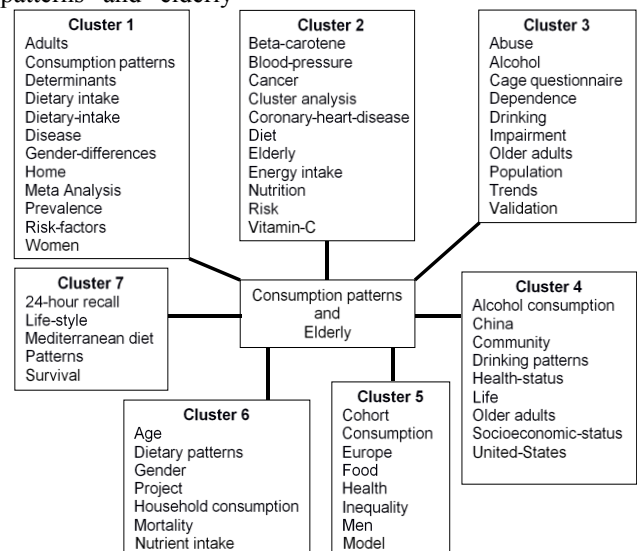 patterns and elderly
Cluster 1
Adults
Consumption patterns
Determinants
Dietary intake
Dietary-intake
Disease
Gender-differences
Home
Meta Analysis
Prevalence
Risk-factors
Women
Cluster 2
Beta-carotene
Blood-pressure
Cancer
Cluster analysis
Coronary-heart-disease
Diet
Elderly
Energy intake
Nutrition
Risk
Vitamin-C
Cluster 3
Abuse
Alcohol
Cage questionnaire
Dependence
Drinking
Impairment
Older adults
Population
Trends
Validation
Cluster 7
24-hour recall
Life-style
Mediterranean diet
Patterns
Survival
Consumption patterns
and
Elderly
Cluster 4
Alcohol consumption
China
Community
Drinking patterns
Health-status
Life
Older adults
Socioeconomic-status
United-States
Cluster 6
Age
Dietary patterns
Gender
Project
Household consumption
Mortality
Nutrient intake
Cluster 5
Cohort
Consumption
Europe
Food
Health
Inequality
Men
Model